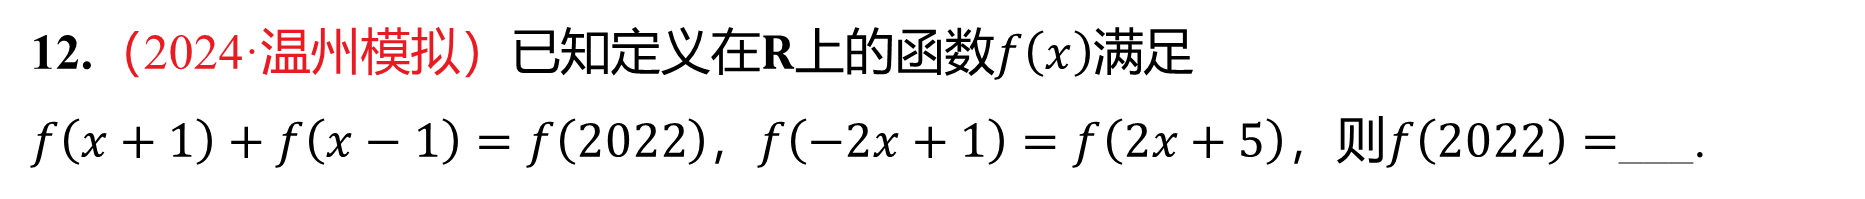 12.（2024·温州模拟）已知定义在R上的函数f(x)满足
f(x + 1) + f(x − 1) = f(2022)，f(−2x + 1) = f(2x + 5)，则f(2022) =___.